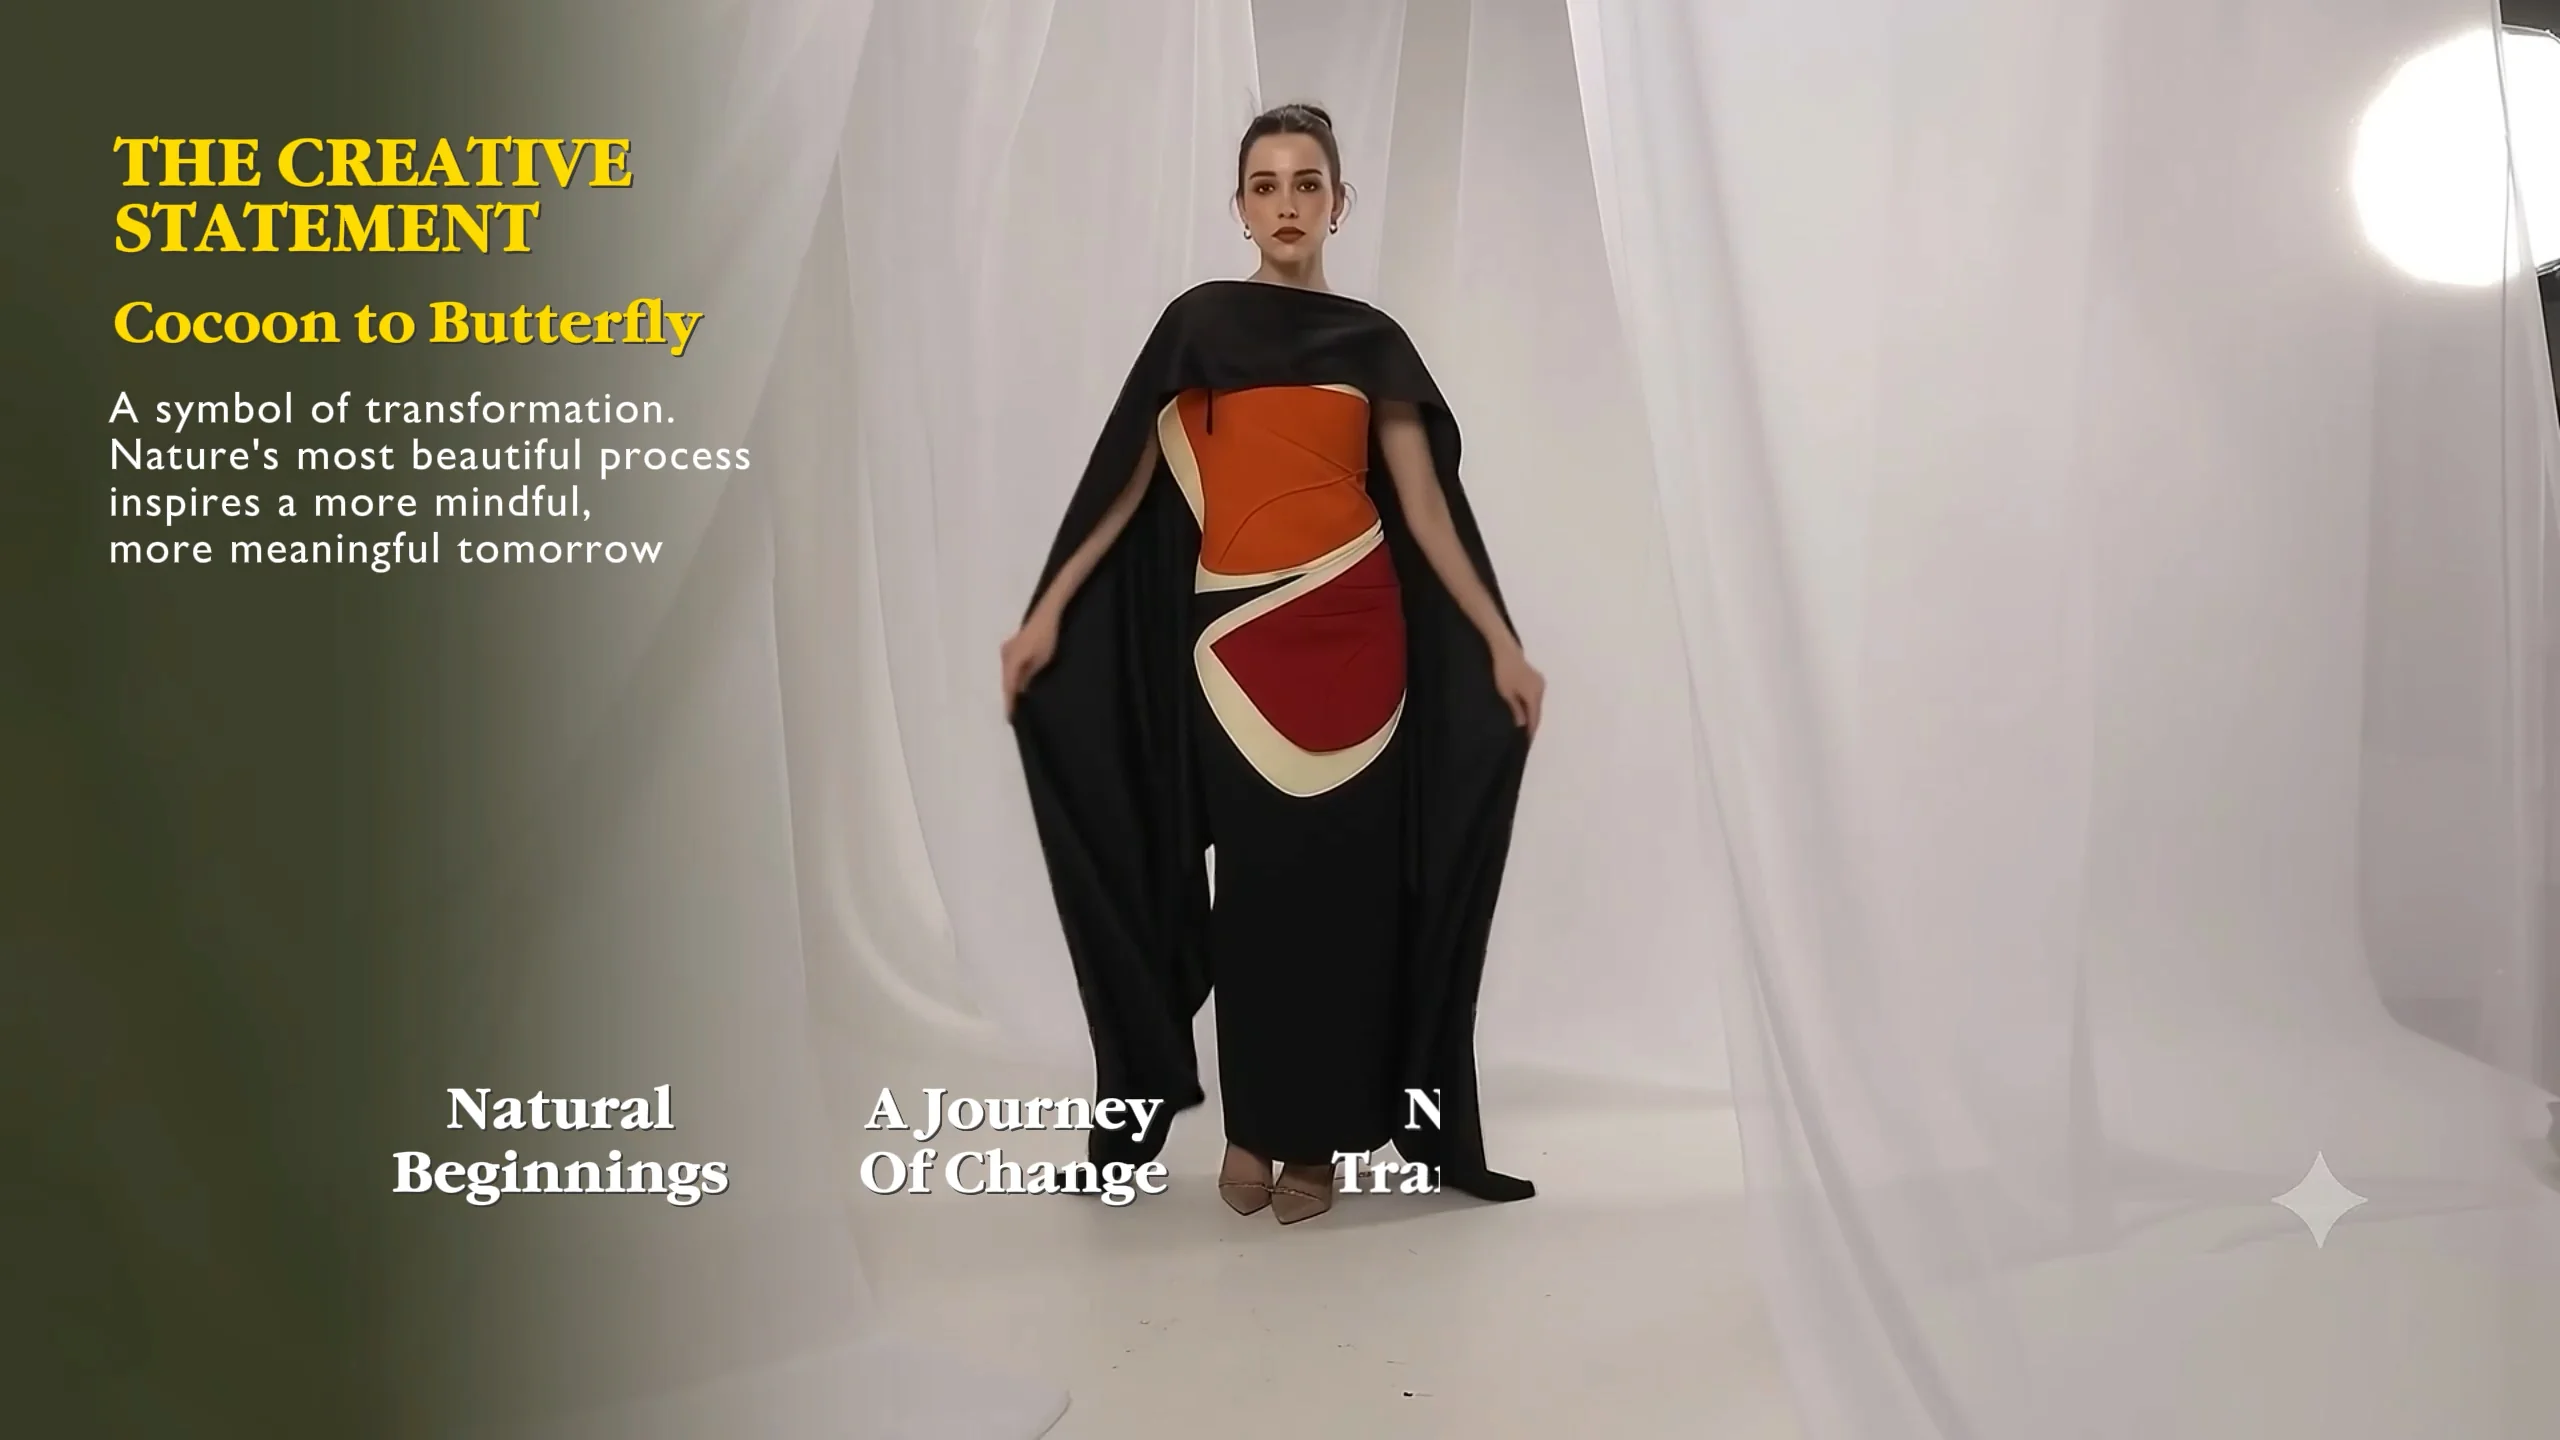 THE CREATIVE
STATEMENT
Cocoon to Butterfly
A symbol of transformation.
Nature's most beautiful process
inspires a more mindful,
more meaningful tomorrow
Natural
Beginnings
A Journey
Of Change